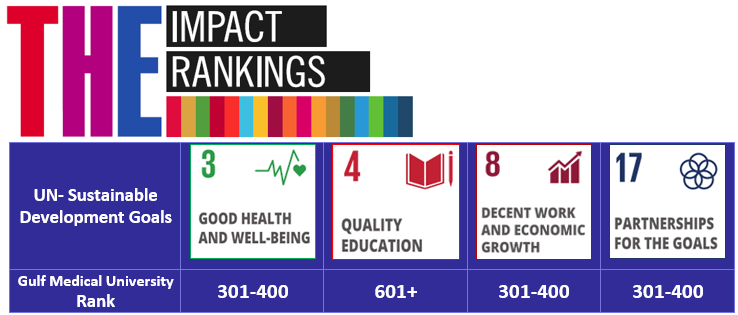 THE IMPACT
RANKINGS
UN- Sustainable
Development Goals
3
GOOD HEALTH
AND WELL-BEING
4
QUALITY
EDUCATION
8
DECENT WORK
AND ECONOMIC
GROWTH
17
PARTNERSHIPS
FOR THE GOALS
Gulf Medical University
Rank
301-400
601+
301-400
301-400